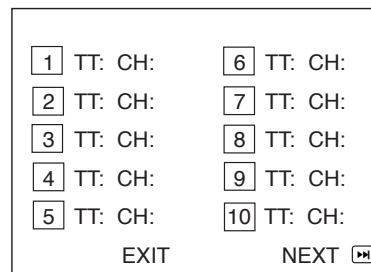 1 TT: CH: 6 TT: CH:
2 TT: CH: 7 TT: CH:
3 TT: CH: 8 TT: CH:
4 TT: CH: 9 TT: CH:
5 TT: CH: 10 TT: CH:
EXIT NEXT ⏭